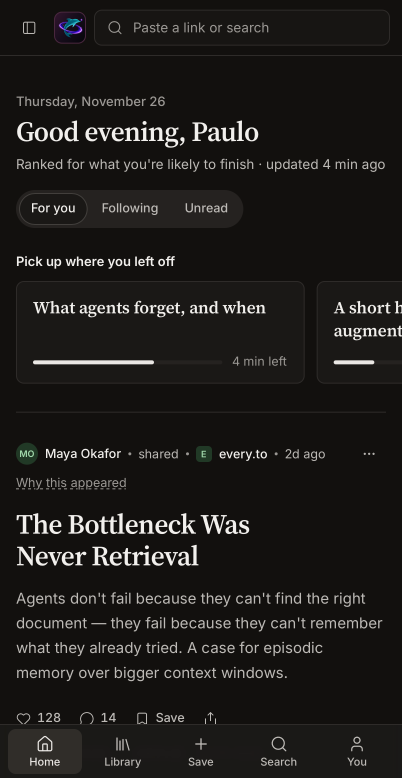 Paste a link or search
Thursday, November 26
Good evening, Paulo
Ranked for what you're likely to finish · updated 4 min ago
For you Following Unread
Pick up where you left off
What agents forget, and when
4 min left
A short h
augment
MO Maya Okafor • shared • E every.to • 2d ago
Why this appeared
The Bottleneck Was
Never Retrieval
Agents don't fail because they can't find the right
document — they fail because they can't remember
what they already tried. A case for episodic
memory over bigger context windows.
128 14 Save
Home Library Save Search You